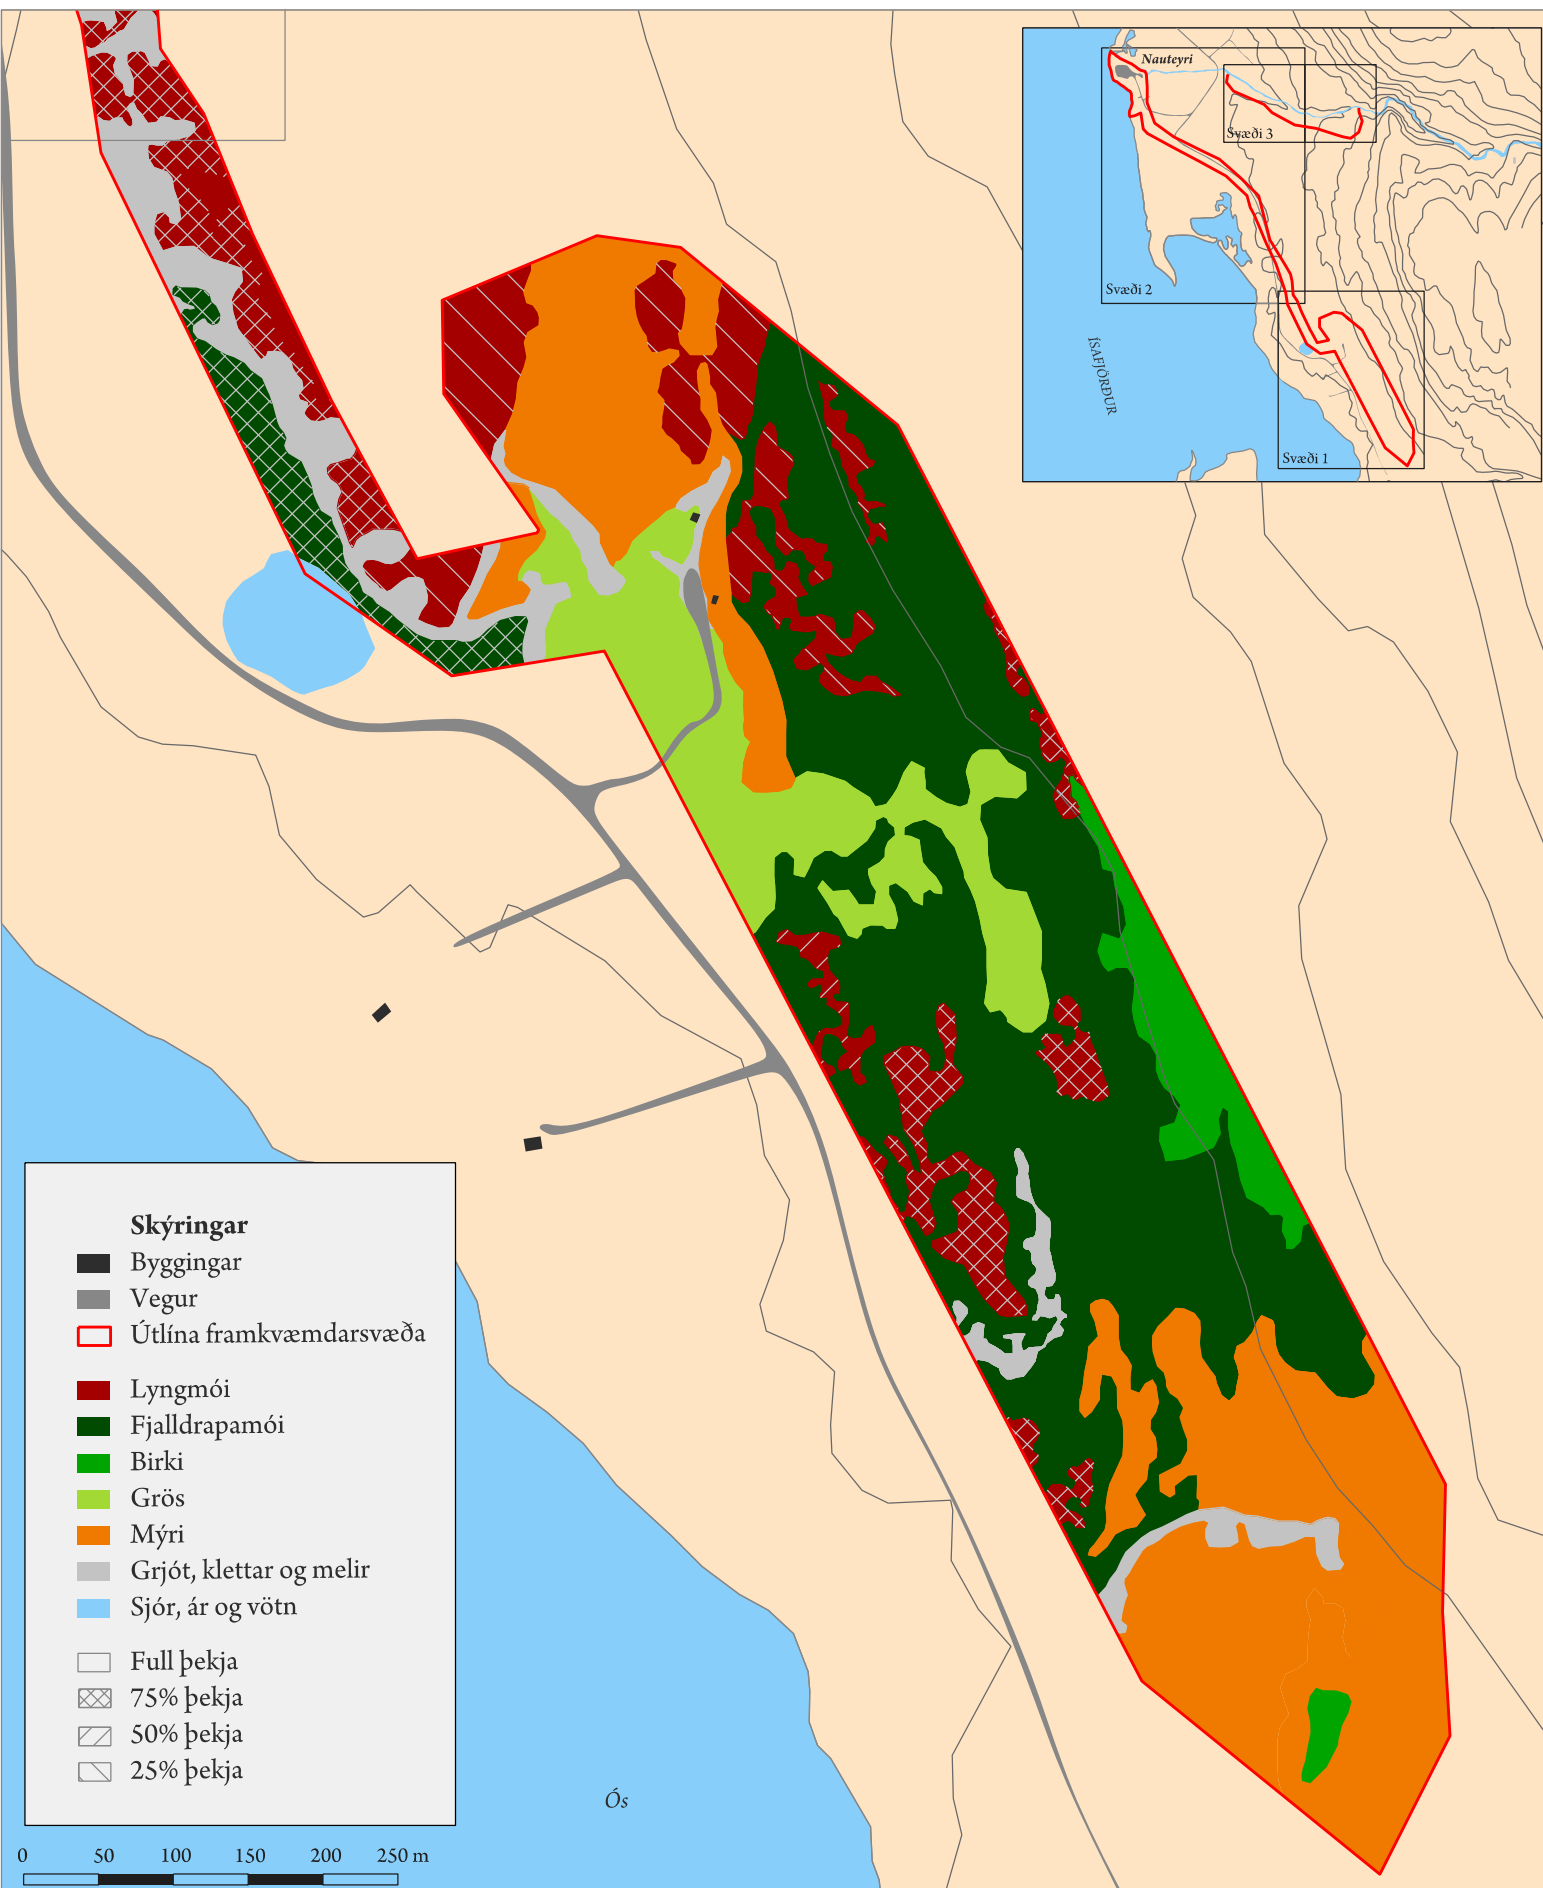 Nauteyri
Svæði 3
Svæði 2
ÍSAFJÖRÐUR
Svæði 1
Skýringar
Byggingar
Vegur
Útlína framkvæmdarsvæða
Lyngmói
Fjalldrapamói
Birki
Grös
Mýri
Grjót, klettar og melir
Sjór, ár og vötn
Full þekja
75% þekja
50% þekja
25% þekja
Ós
0 50 100 150 200 250 m